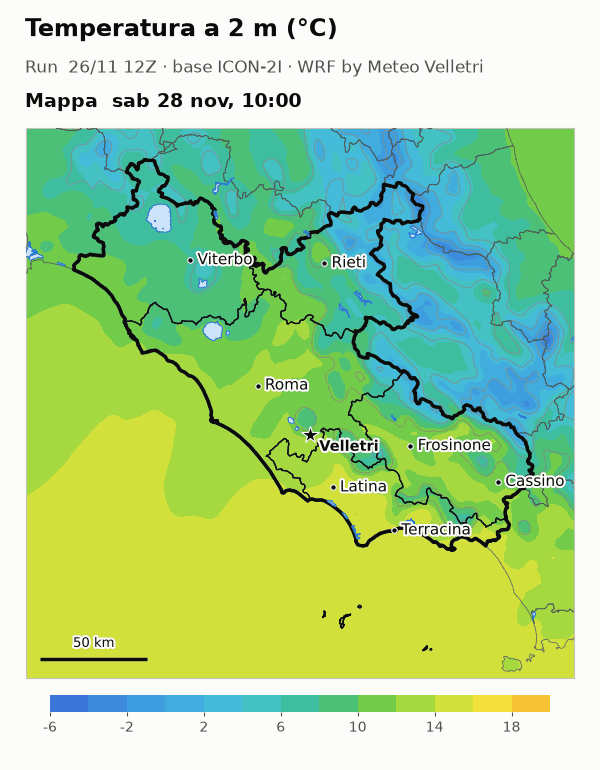 Temperatura a 2 m (°C)
Run  26/11 12Z · base ICON-2I · WRF by Meteo Velletri
Mappa  sab 28 nov, 10:00
Viterbo
Rieti
Roma
Velletri
Frosinone
Latina
Cassino
Terracina
50 km
-6 -2 2 6 10 14 18